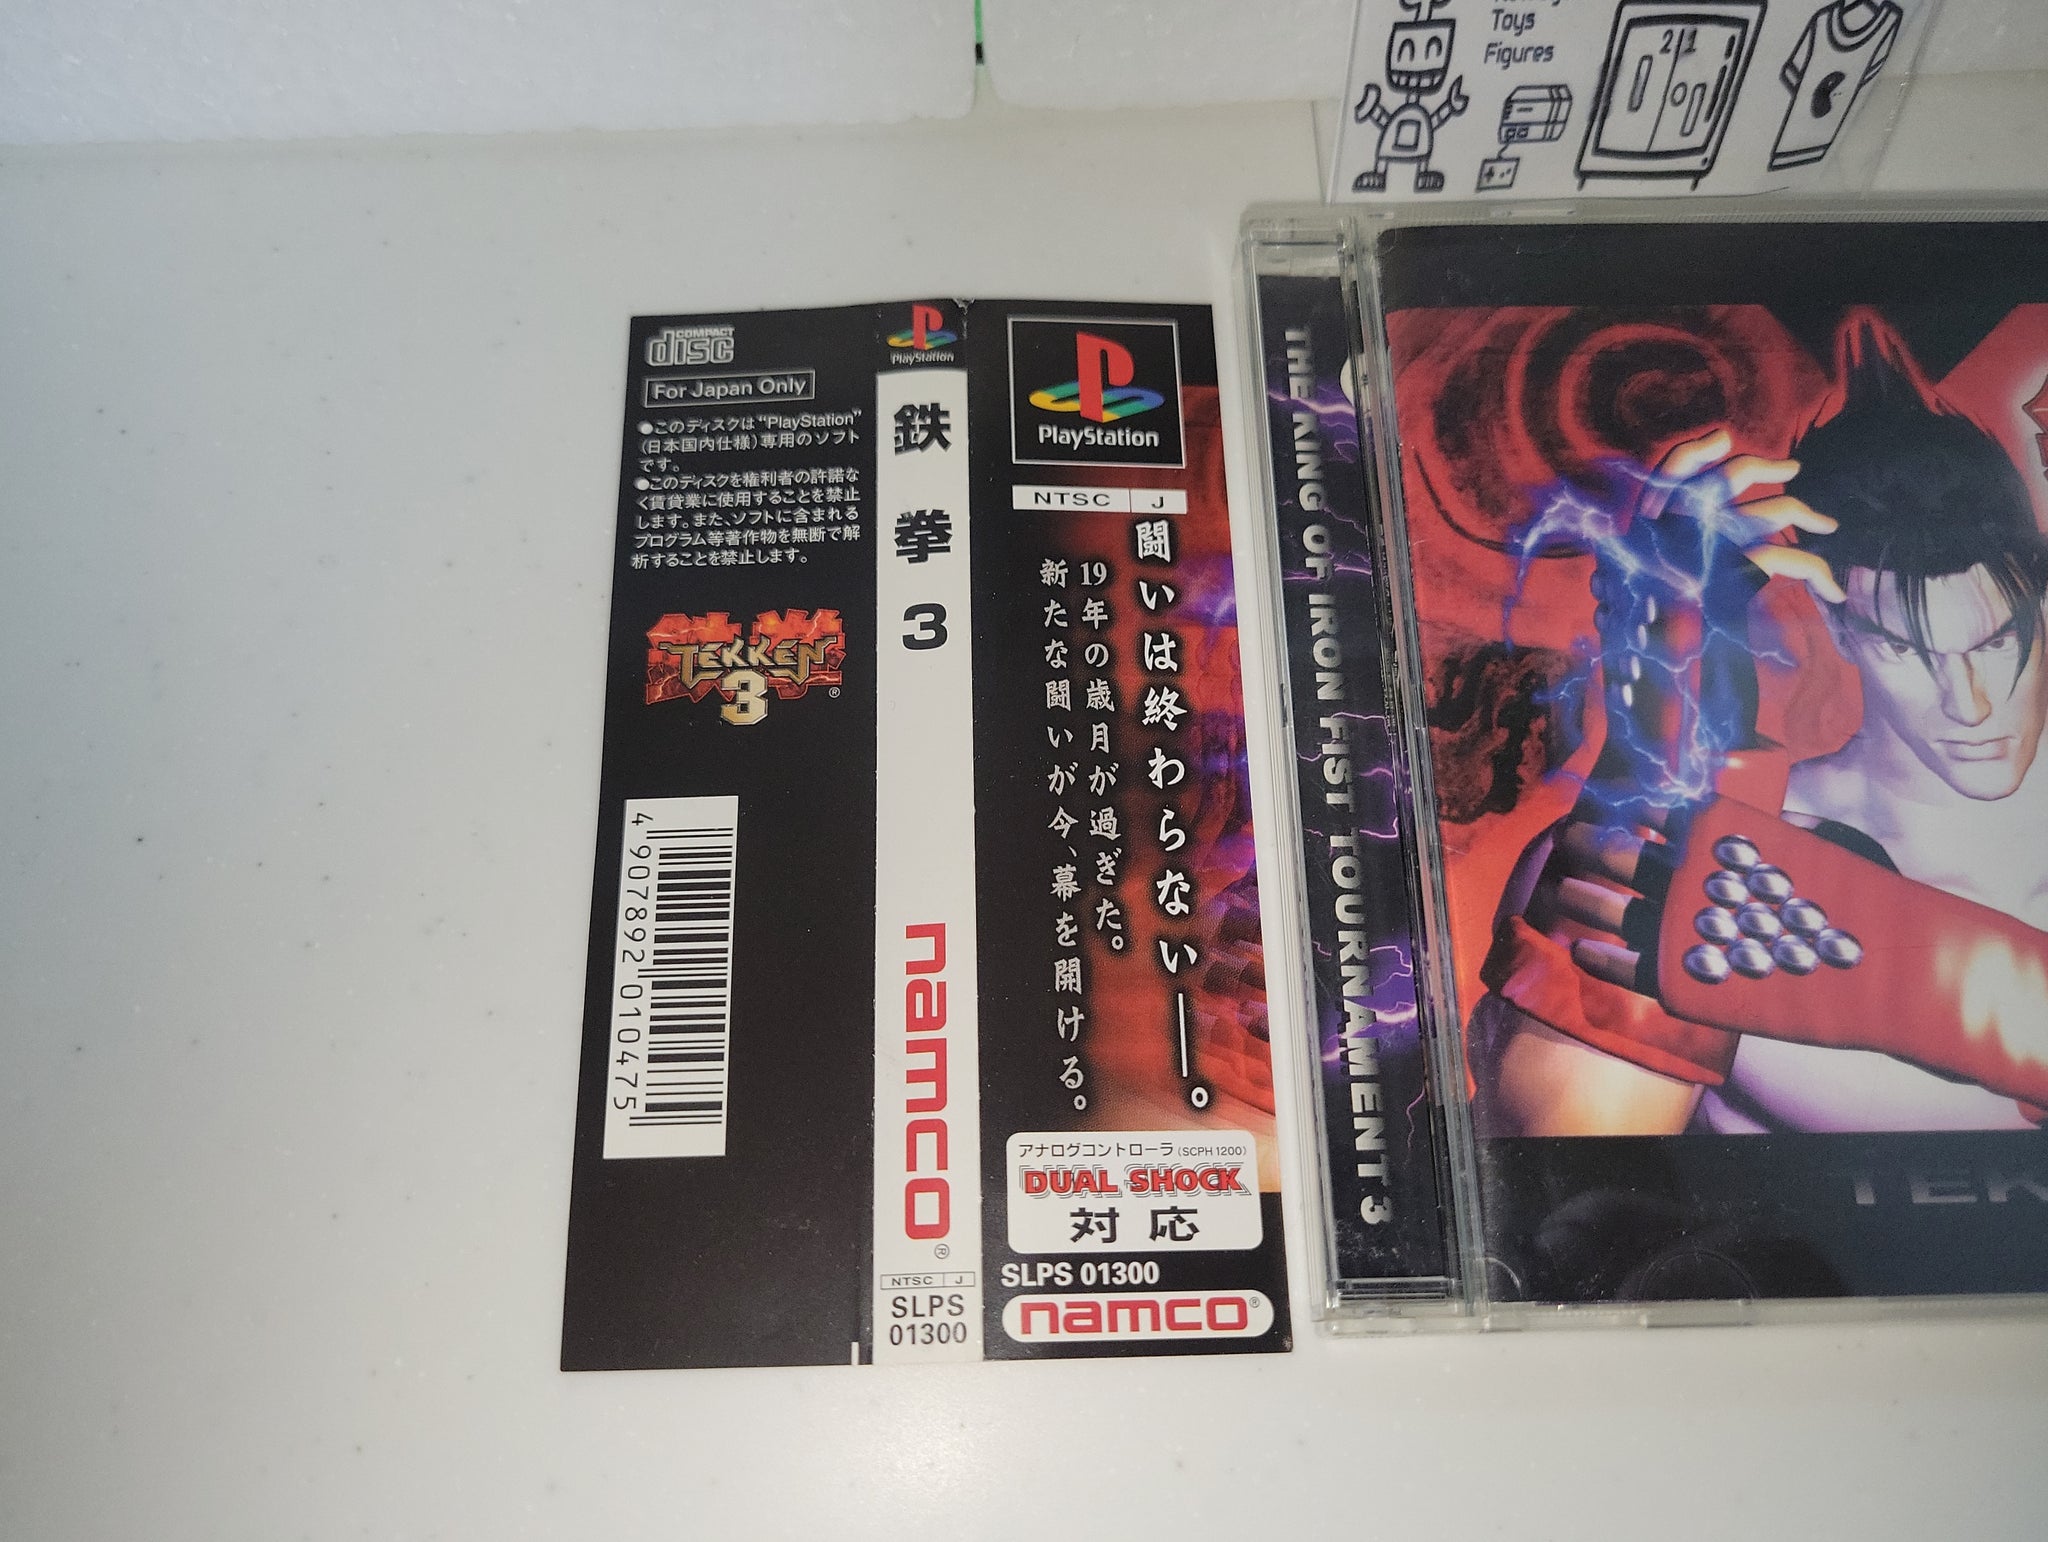 Toys
Figures
2 1
COMPACT
disc
For Japan Only
●このディスクは“PlayStation”
(日本国内仕様)専用のソフト
です。
●このディスクを権利者の許諾な
く賃貸業に使用することを禁止
します。また、ソフトに含まれる
プログラム等著作物を無断で解
析することを禁止します。
鉄拳
TEKKEN
3
®
4 907892 010475
PlayStation
鉄拳3
namco®
NTSC J
SLPS
01300
PlayStation
NTSC J
闘いは終わらない――。
19年の歳月が過ぎた。
新たな闘いが今、幕を開ける。
アナログコントローラ(SCPH 1200)
DUAL SHOCK
対応
SLPS 01300
namco®
THE KING OF IRON FIST TOURNAMENT 3
TEK